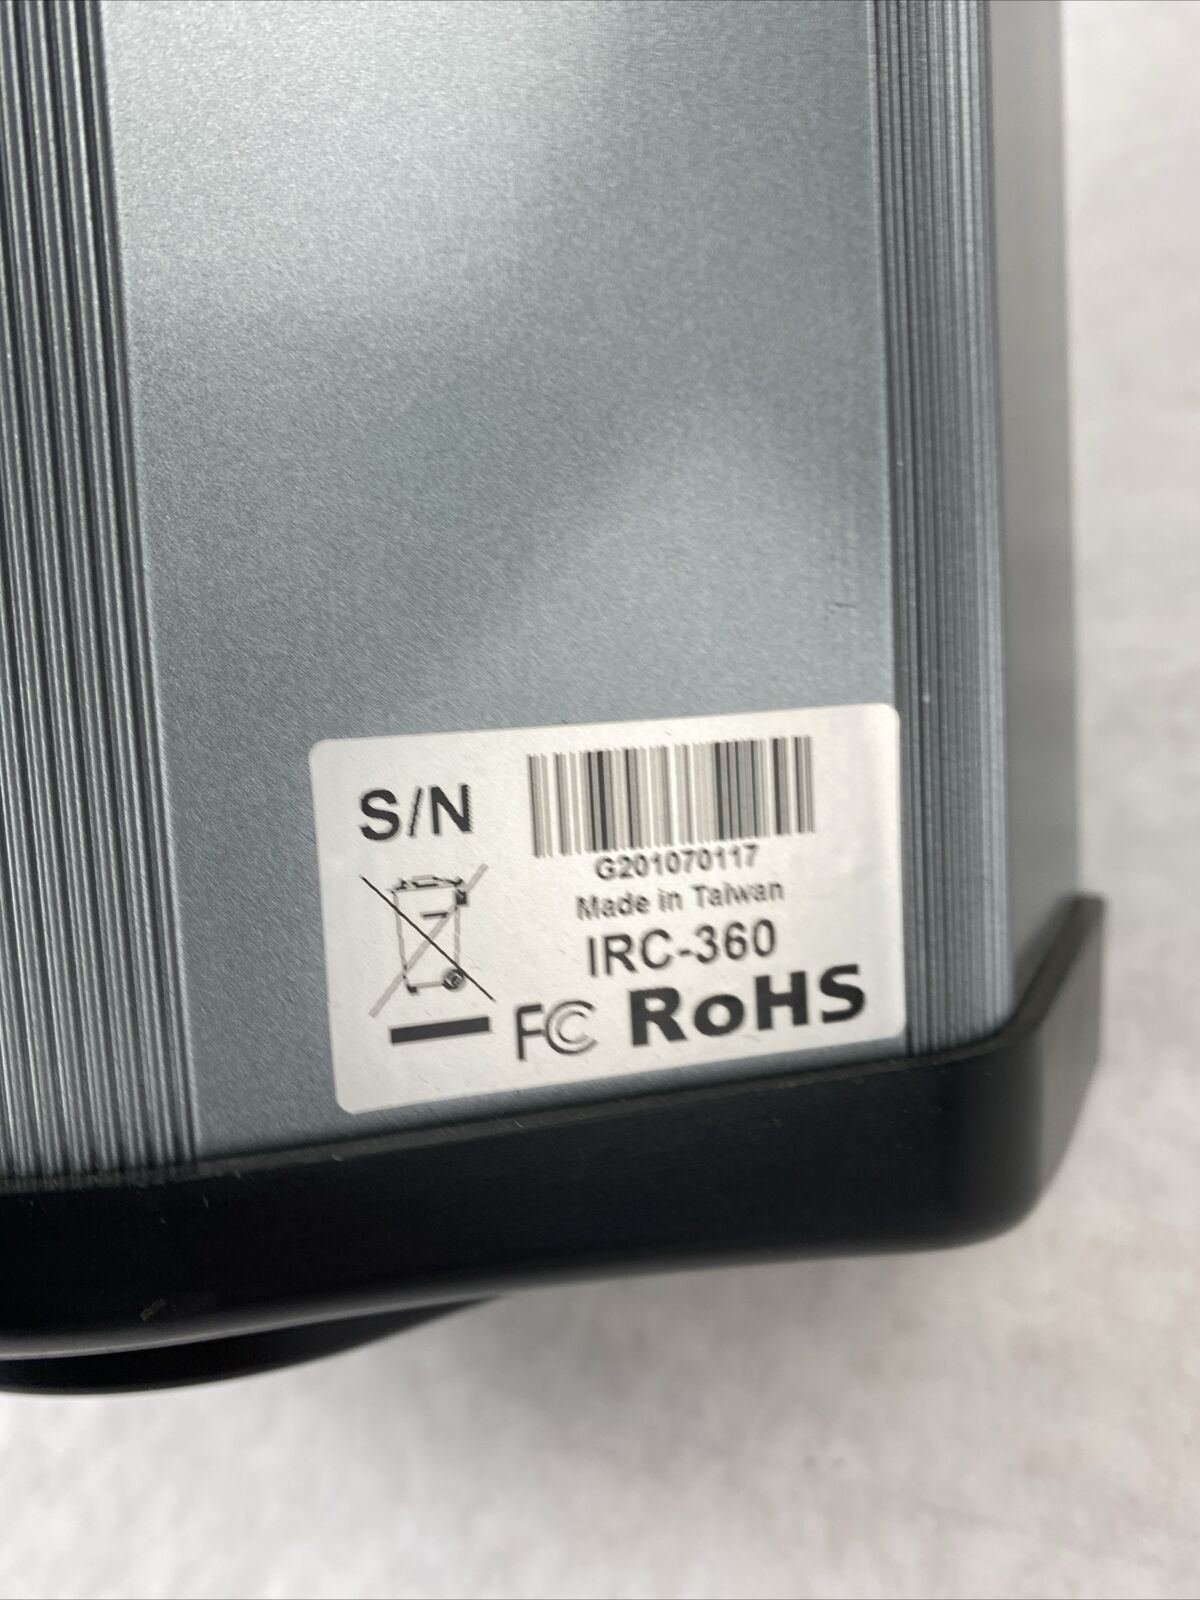 S/N
G201070117
Made in Taiwan
IRC-360
FC RoHS